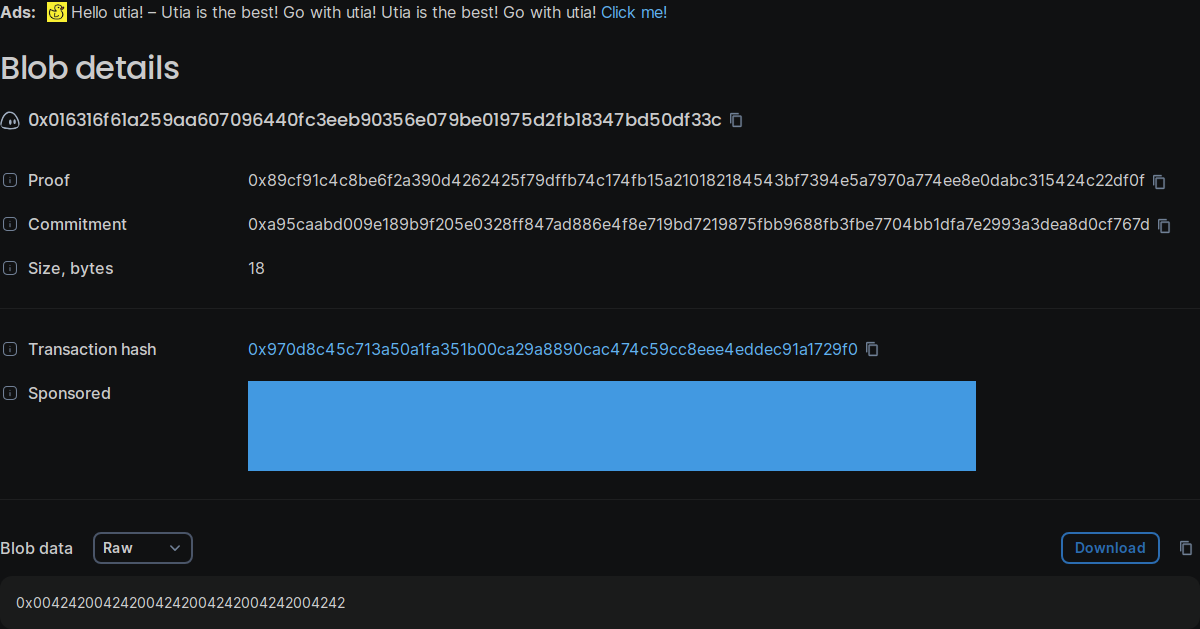 Ads: Hello utia! – Utia is the best! Go with utia! Utia is the best! Go with utia! Click me!
Blob details
0x016316f61a259aa607096440fc3eeb90356e079be01975d2fb18347bd50df33c
Proof 0x89cf91c4c8be6f2a390d4262425f79dffb74c174fb15a210182184543bf7394e5a7970a774ee8e0dabc315424c22df0f
Commitment 0xa95caabd009e189b9f205e0328ff847ad886e4f8e719bd7219875fbb9688fb3fbe7704bb1dfa7e2993a3dea8d0cf767d
Size, bytes 18
Transaction hash 0x970d8c45c713a50a1fa351b00ca29a8890cac474c59cc8eee4eddec91a1729f0
Sponsored
Blob data Raw Download
0x004242004242004242004242004242004242